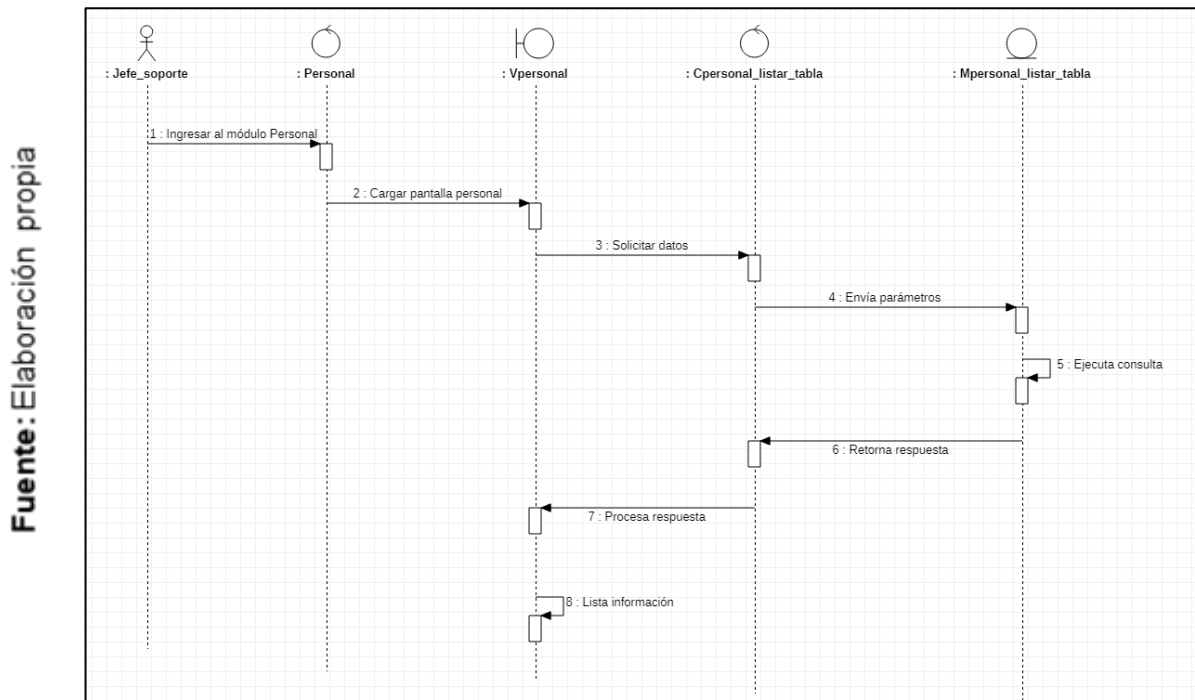 : Jefe_soporte
: Personal
: Vpersonal
: Cpersonal_listar_tabla
: Mpersonal_listar_tabla
1 : Ingresar al módulo Personal
2 : Cargar pantalla personal
3 : Solicitar datos
4 : Envía parámetros
5 : Ejecuta consulta
6 : Retorna respuesta
7 : Procesa respuesta
8 : Lista información
Fuente: Elaboración propia